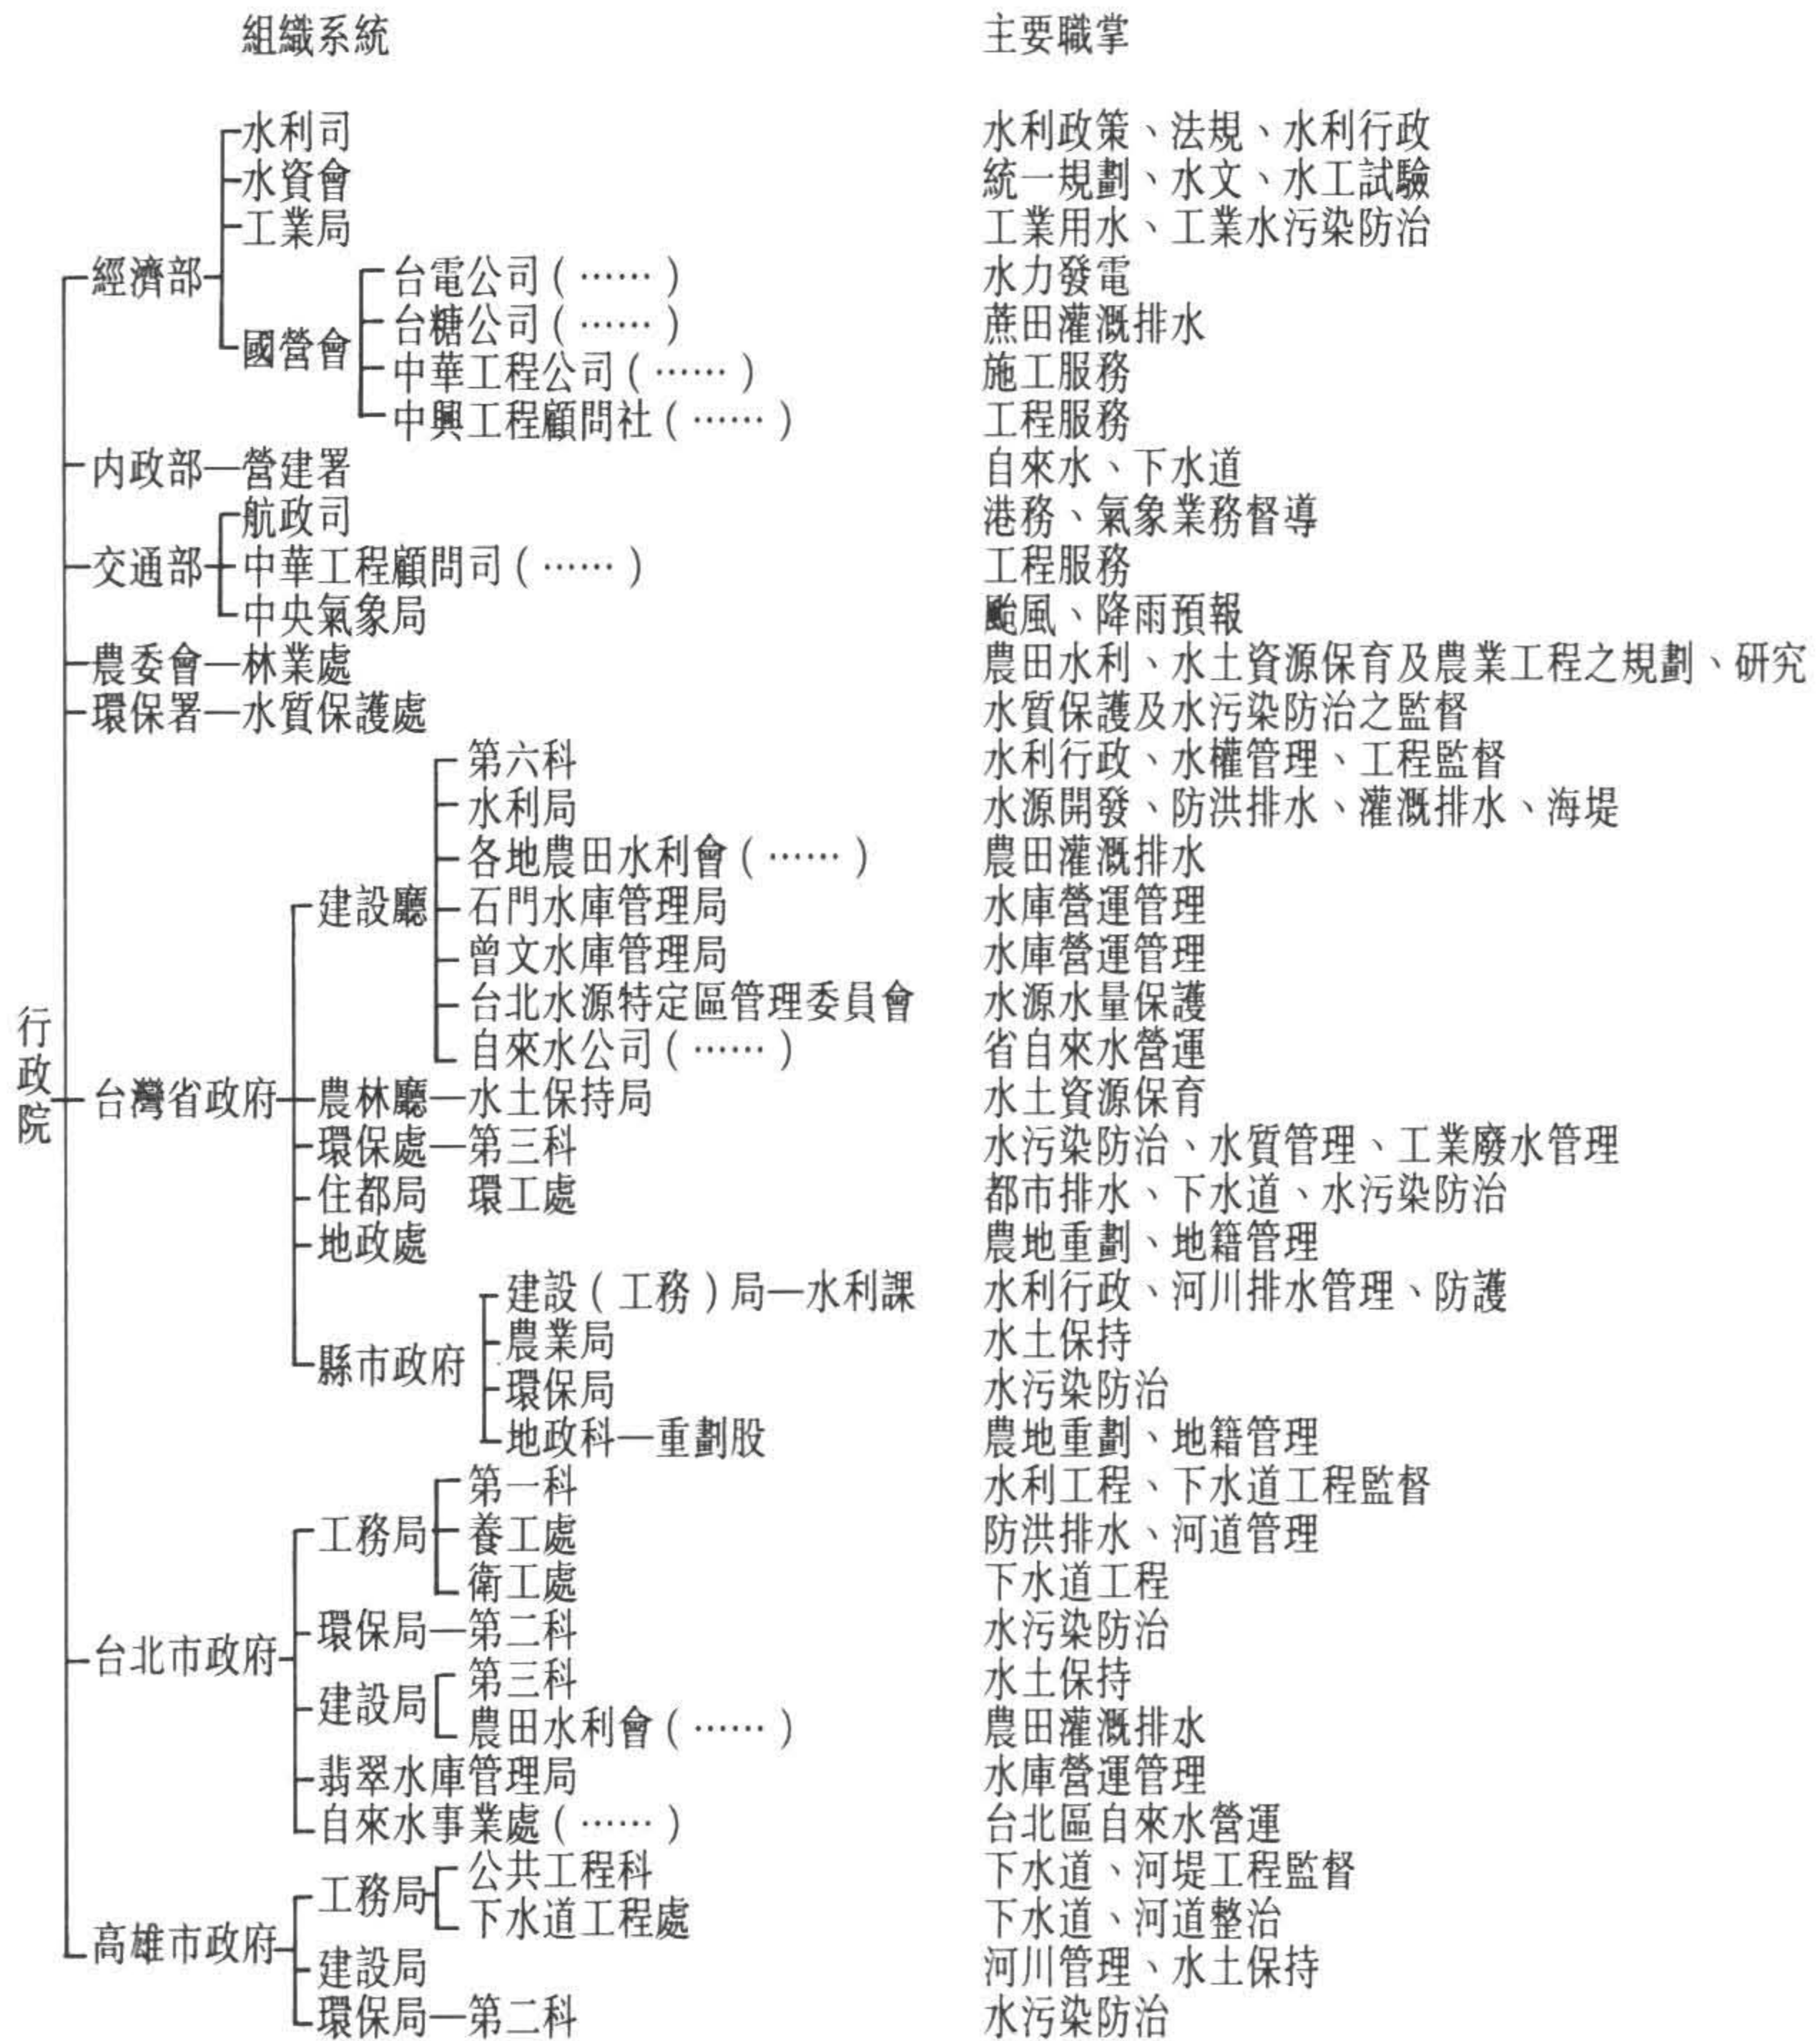 組織系統 主要職掌
水利司 水利政策、法規、水利行政
水資會 統一規劃、水文、水工試驗
工業局 工業用水、工業水污染防治
經濟部 台電公司（……） 水力發電
台糖公司（……） 蔗田灌溉排水
國營會
中華工程公司（……） 施工服務
中興工程顧問社（……） 工程服務
內政部—營建署 自來水、下水道
航政司 港務、氣象業務督導
交通部 中華工程顧問司（……） 工程服務
中央氣象局 颱風、降雨預報
農委會—林業處 農田水利、水土資源保育及農業工程之規劃、研究
環保署—水質保護處 水質保護及水污染防治之監督
第六科 水利行政、水權管理、工程監督
水利局 水源開發、防洪排水、灌溉排水、海堤
各地農田水利會（……） 農田灌溉排水
建設廳 石門水庫管理局 水庫營運管理
曾文水庫管理局 水庫營運管理
台北水源特定區管理委員會 水源水量保護
自來水公司（……） 省自來水營運
行政院
台灣省政府 農林廳—水土保持局 水土資源保育
環保處—第三科 水污染防治、水質管理、工業廢水管理
住都局 環工處 都市排水、下水道、水污染防治
地政處 農地重劃、地籍管理
建設（工務）局—水利課 水利行政、河川排水管理、防護
農業局 水土保持
縣市政府
環保局 水污染防治
地政科—重劃股 農地重劃、地籍管理
第一科 水利工程、下水道工程監督
工務局 養工處 防洪排水、河道管理
衛工處 下水道工程
環保局—第二科 水污染防治
台北市政府
第三科 水土保持
建設局
農田水利會（……） 農田灌溉排水
翡翠水庫管理局 水庫營運管理
自來水事業處（……） 台北區自來水營運
公共工程科 下水道、河堤工程監督
工務局
下水道工程處 下水道、河道整治
高雄市政府
建設局 河川管理、水土保持
環保局—第二科 水污染防治